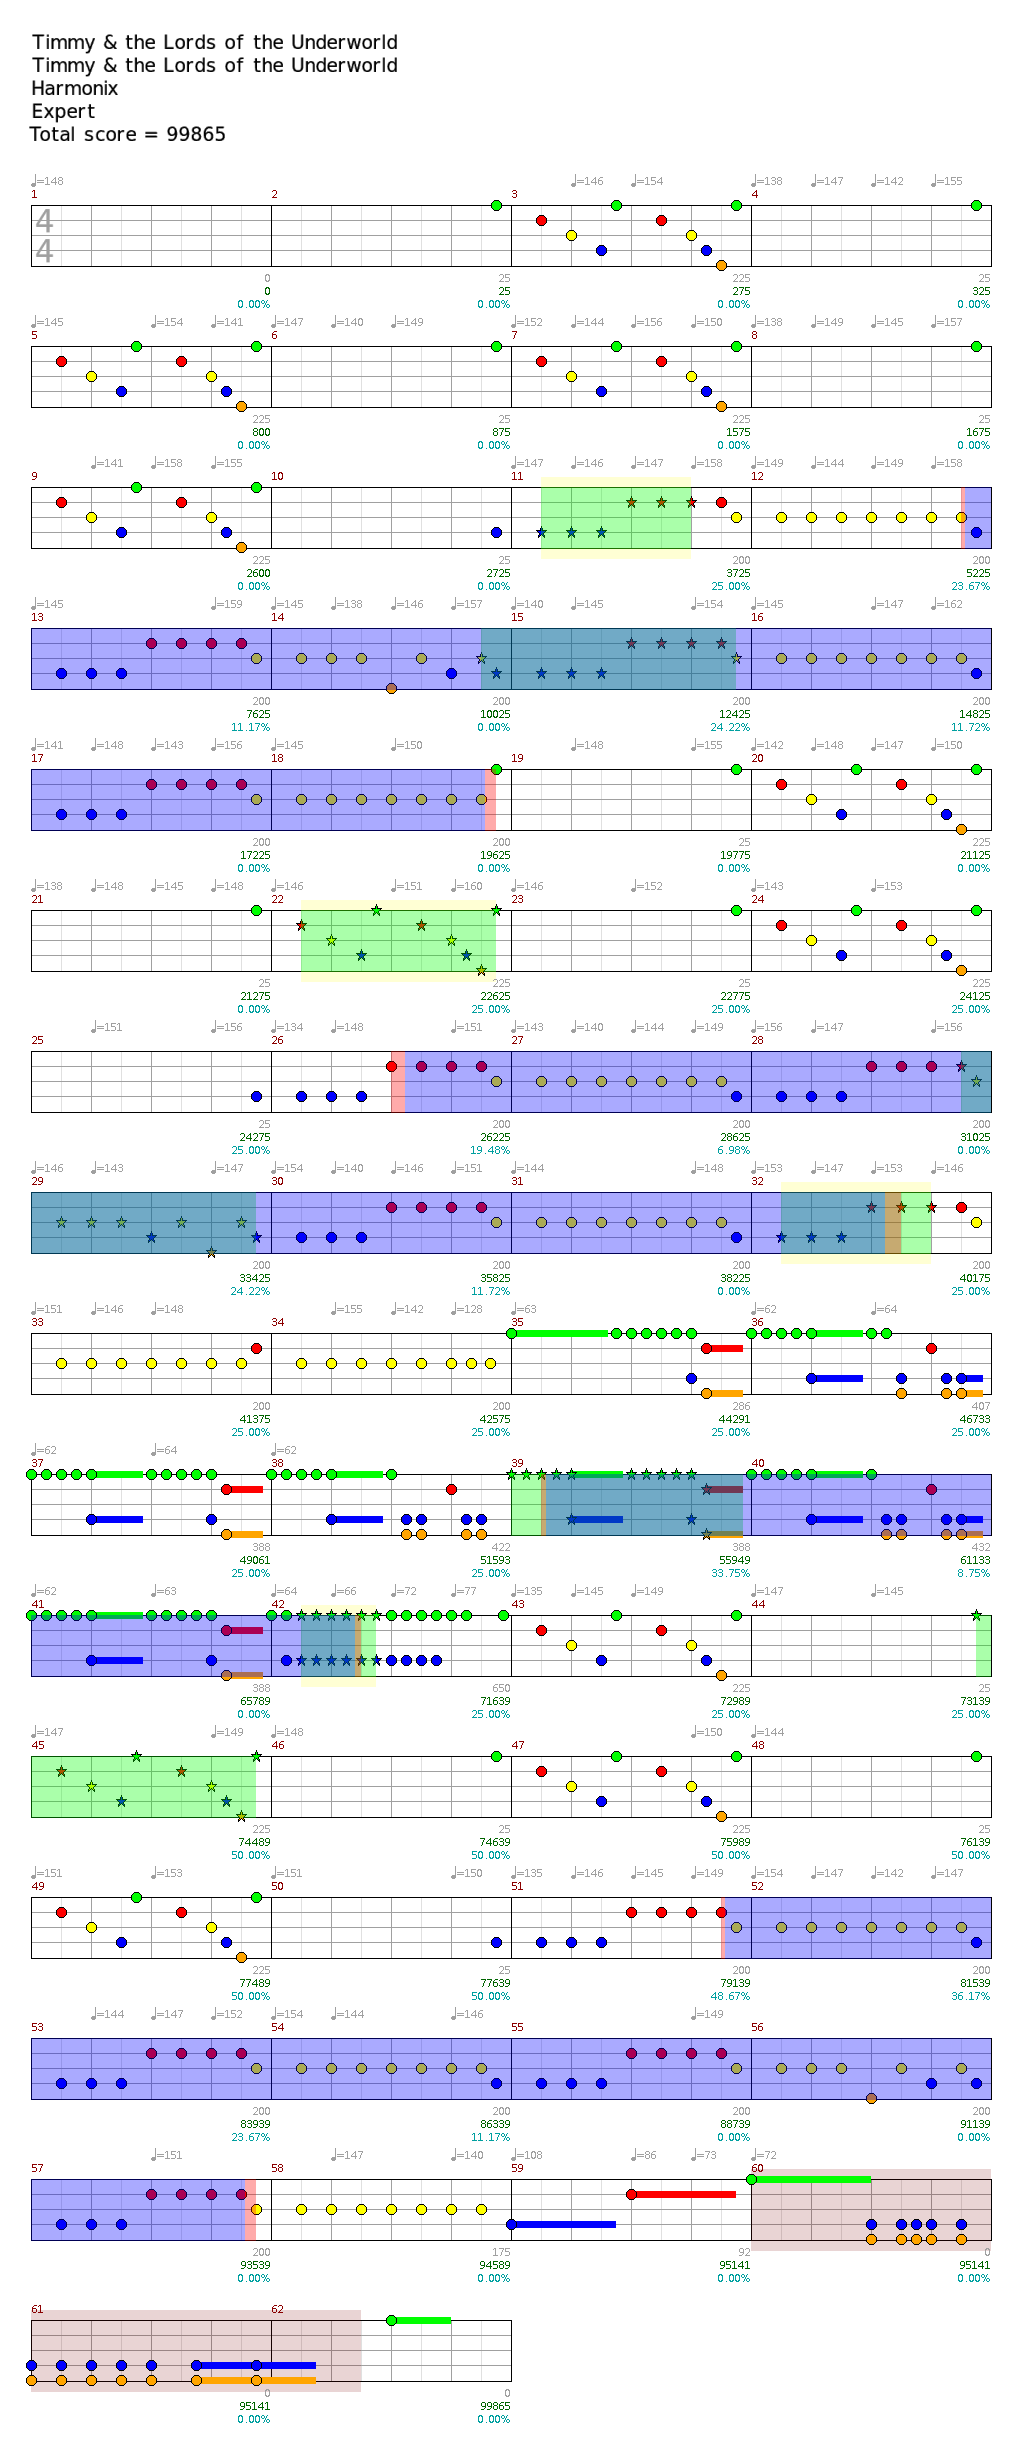 Timmy & the Lords of the Underworld
Timmy & the Lords of the Underworld
Harmonix
Expert
Total score = 99865
♩=148 ♩=146 ♩=154 ♩=138 ♩=147 ♩=142 ♩=155
1 2 3 4
4
4
0 25 225 25
0 25 275 325
0.00% 0.00% 0.00% 0.00%
♩=145 ♩=154 ♩=141 ♩=147 ♩=140 ♩=149 ♩=152 ♩=144 ♩=156 ♩=150 ♩=138 ♩=149 ♩=145 ♩=157
5 6 7 8
225 25 225 25
800 875 1575 1675
0.00% 0.00% 0.00% 0.00%
♩=141 ♩=158 ♩=155 ♩=147 ♩=146 ♩=147 ♩=158 ♩=149 ♩=144 ♩=149 ♩=158
9 10 11 12
225 25 200 200
2600 2725 3725 5225
0.00% 0.00% 25.00% 23.67%
♩=145 ♩=159 ♩=145 ♩=138 ♩=146 ♩=157 ♩=140 ♩=145 ♩=154 ♩=145 ♩=147 ♩=162
13 14 15 16
200 200 200 200
7625 10025 12425 14825
11.17% 0.00% 24.22% 11.72%
♩=141 ♩=148 ♩=143 ♩=156 ♩=145 ♩=150 ♩=148 ♩=155 ♩=142 ♩=148 ♩=147 ♩=150
17 18 19 20
200 200 25 225
17225 19625 19775 21125
0.00% 0.00% 0.00% 0.00%
♩=138 ♩=148 ♩=145 ♩=148 ♩=146 ♩=151 ♩=160 ♩=146 ♩=152 ♩=143 ♩=153
21 22 23 24
25 225 25 225
21275 22625 22775 24125
0.00% 25.00% 25.00% 25.00%
♩=151 ♩=156 ♩=134 ♩=148 ♩=151 ♩=143 ♩=140 ♩=144 ♩=149 ♩=156 ♩=147 ♩=156
25 26 27 28
25 200 200 200
24275 26225 28625 31025
25.00% 19.48% 6.98% 0.00%
♩=146 ♩=143 ♩=147 ♩=154 ♩=140 ♩=146 ♩=151 ♩=144 ♩=148 ♩=153 ♩=147 ♩=153 ♩=146
29 30 31 32
200 200 200 200
33425 35825 38225 40175
24.22% 11.72% 0.00% 25.00%
♩=151 ♩=146 ♩=148 ♩=155 ♩=142 ♩=128 ♩=63 ♩=62 ♩=64
33 34 35 36
200 200 286 407
41375 42575 44291 46733
25.00% 25.00% 25.00% 25.00%
♩=62 ♩=64 ♩=62
37 38 39 40
388 422 388 432
49061 51593 55949 61133
25.00% 25.00% 33.75% 8.75%
♩=62 ♩=63 ♩=64 ♩=66 ♩=72 ♩=77 ♩=135 ♩=145 ♩=149 ♩=147 ♩=145
41 42 43 44
388 650 225 25
65789 71639 72989 73139
0.00% 25.00% 25.00% 25.00%
♩=147 ♩=149 ♩=148 ♩=150 ♩=144
45 46 47 48
225 25 225 25
74489 74639 75989 76139
50.00% 50.00% 50.00% 50.00%
♩=151 ♩=153 ♩=151 ♩=150 ♩=135 ♩=146 ♩=145 ♩=149 ♩=154 ♩=147 ♩=142 ♩=147
49 50 51 52
225 25 200 200
77489 77639 79139 81539
50.00% 50.00% 48.67% 36.17%
♩=144 ♩=147 ♩=152 ♩=154 ♩=144 ♩=146 ♩=149
53 54 55 56
200 200 200 200
83939 86339 88739 91139
23.67% 11.17% 0.00% 0.00%
♩=151 ♩=147 ♩=140 ♩=108 ♩=86 ♩=73 ♩=72
57 58 59 60
200 175 92 0
93539 94589 95141 95141
0.00% 0.00% 0.00% 0.00%
61 62
0 0
95141 99865
0.00% 0.00%